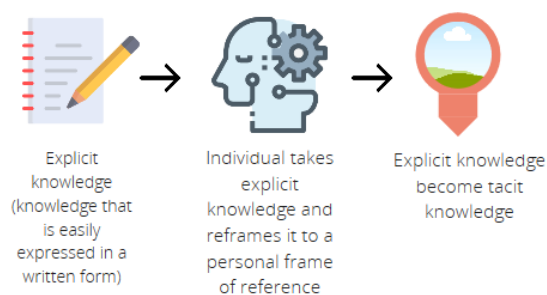 Explicit
knowledge
(knowledge that
is easily
expressed in a
written form)
Individual takes
explicit
knowledge and
reframes it to a
personal frame
of reference
Explicit knowledge
become tacit
knowledge